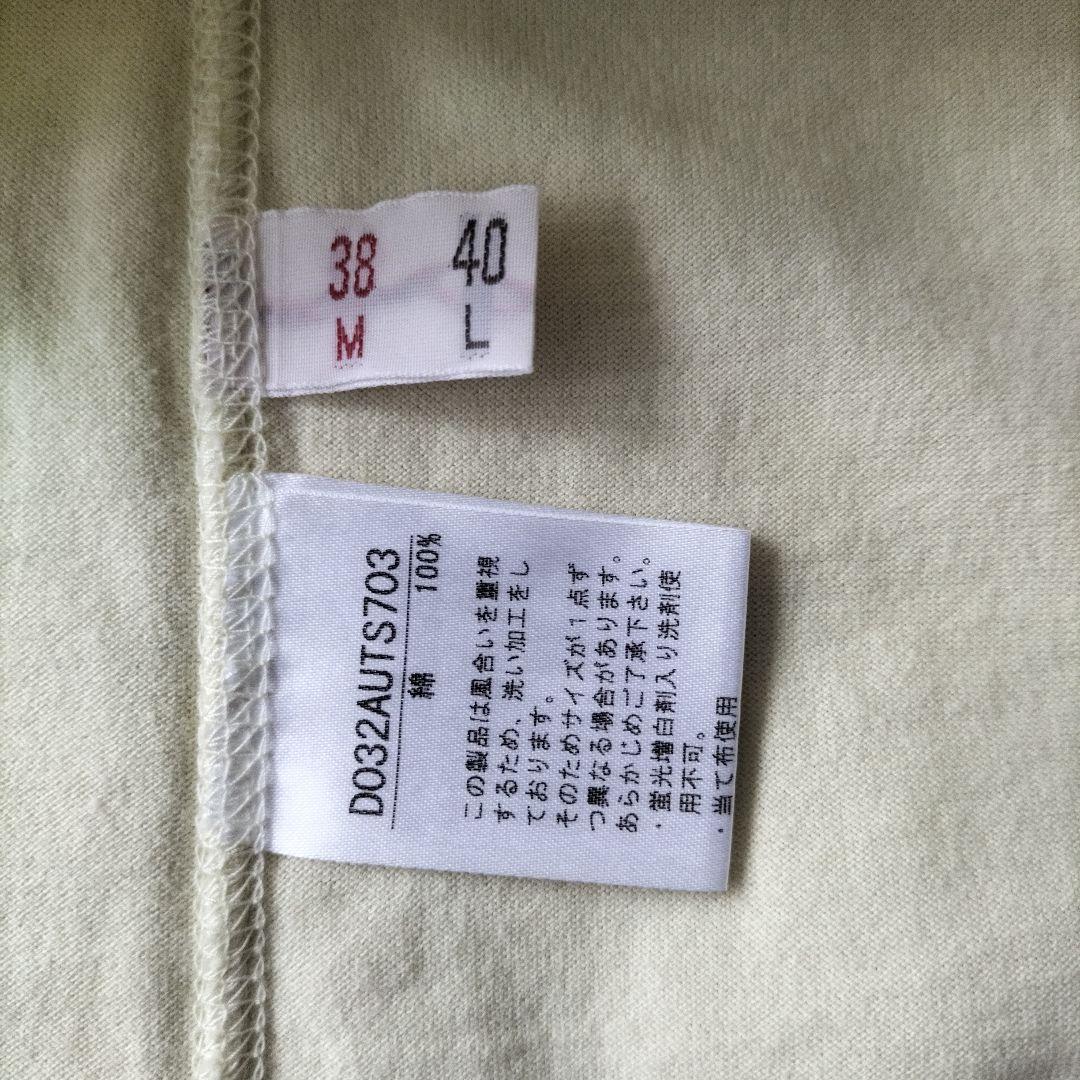 38
M
40
L
D032AUTS703
綿 100%
この製品は風合いを重視
するため、洗い加工をし
ております。
そのためサイズが1点ず
つ異なる場合があります。
あらかじめご了承下さい。
・蛍光増白剤入り洗剤使
用不可。
・当て布使用